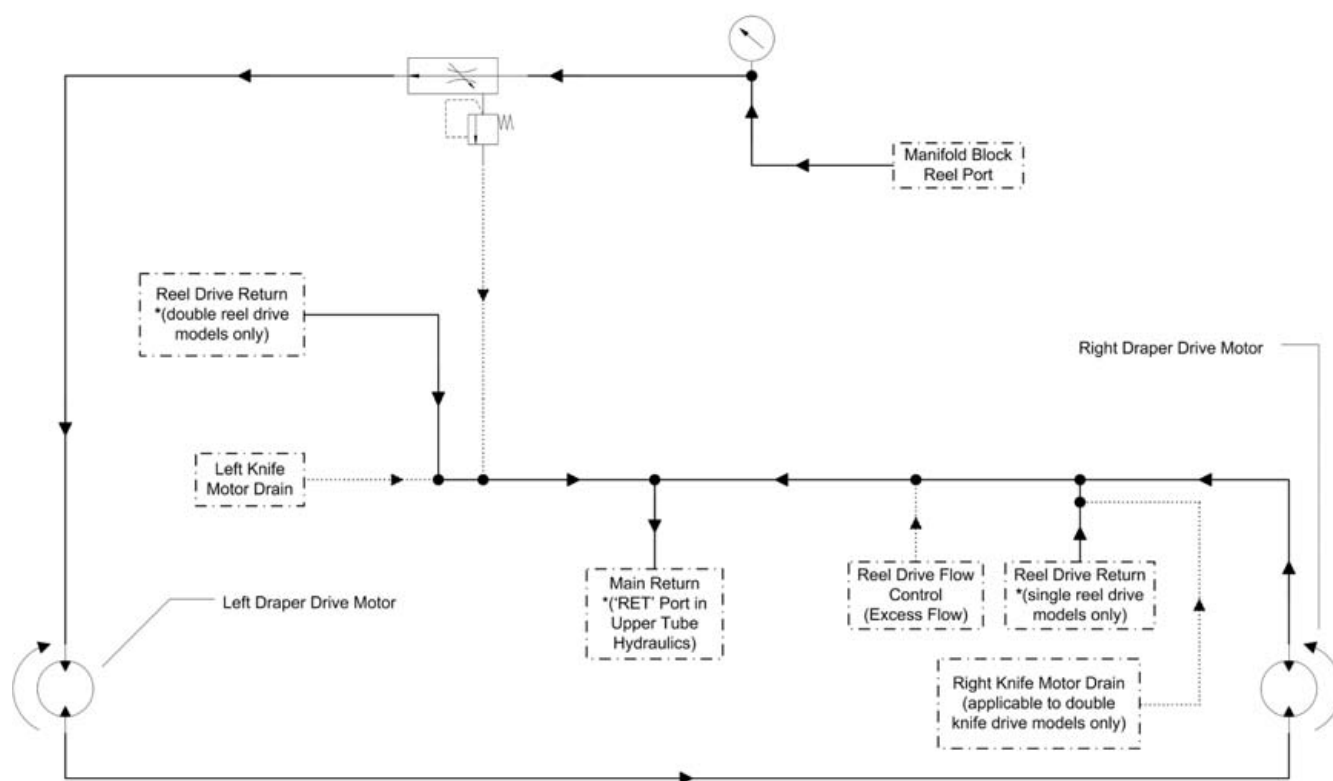 Manifold Block
Reel Port
Reel Drive Return
*(double reel drive
models only)
Right Draper Drive Motor
Left Knife
Motor Drain
Main Return
*('RET' Port in
Upper Tube
Hydraulics)
Reel Drive Flow
Control
(Excess Flow)
Reel Drive Return
*(single reel drive
models only)
Left Draper Drive Motor
Right Knife Motor Drain
(applicable to double
knife drive models only)